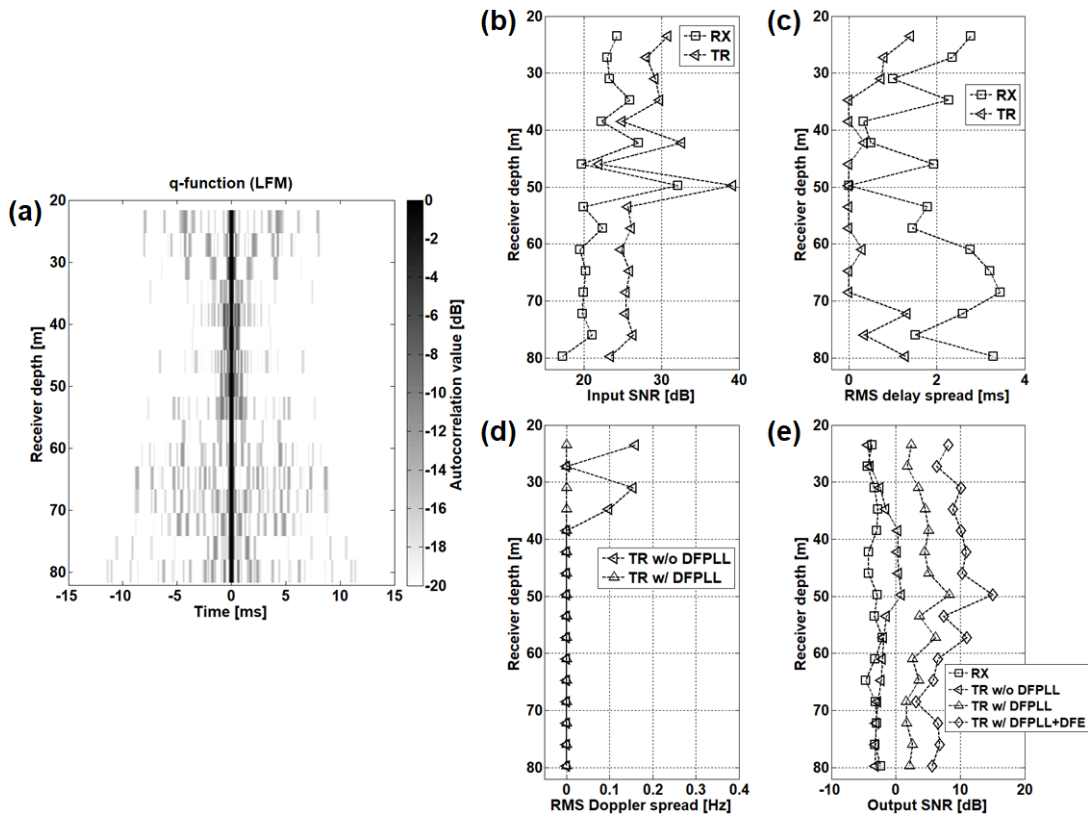 (a)
q-function (LFM)
Receiver depth [m]
20
30
40
50
60
70
80
-15
-10
-5
0
5
10
15
Time [ms]
0
-2
-4
-6
-8
-10
-12
-14
-16
-18
-20
Autocorrelation value [dB]
(b)
20
30
40
50
60
70
80
Receiver depth [m]
RX
TR
20
30
40
Input SNR [dB]
(c)
20
30
40
50
60
70
80
Receiver depth [m]
RX
TR
0
2
4
RMS delay spread [ms]
(d)
20
30
40
50
60
70
80
Receiver depth [m]
TR w/o DFPLL
TR w/ DFPLL
0
0.1
0.2
0.3
0.4
RMS Doppler spread [Hz]
(e)
20
30
40
50
60
70
80
Receiver depth [m]
RX
TR w/o DFPLL
TR w/ DFPLL
TR w/ DFPLL+DFE
-10
0
10
20
Output SNR [dB]